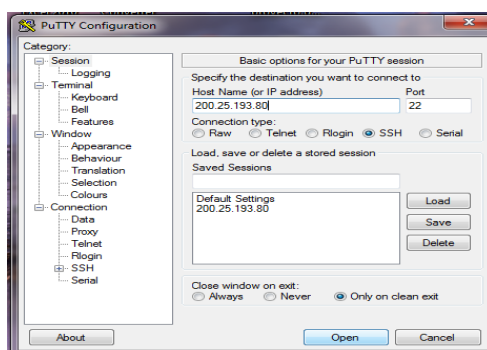 PuTTY Configuration
Category:
Session
Logging
Terminal
Keyboard
Bell
Features
Window
Appearance
Behaviour
Translation
Selection
Colours
Connection
Data
Proxy
Telnet
Rlogin
SSH
Serial
Basic options for your PuTTY session
Specify the destination you want to connect to
Host Name (or IP address) Port
200.25.193.80 22
Connection type:
Raw Telnet Rlogin SSH Serial
Load, save or delete a stored session
Saved Sessions
Default Settings
200.25.193.80
Load
Save
Delete
Close window on exit:
Always Never Only on clean exit
About Open Cancel